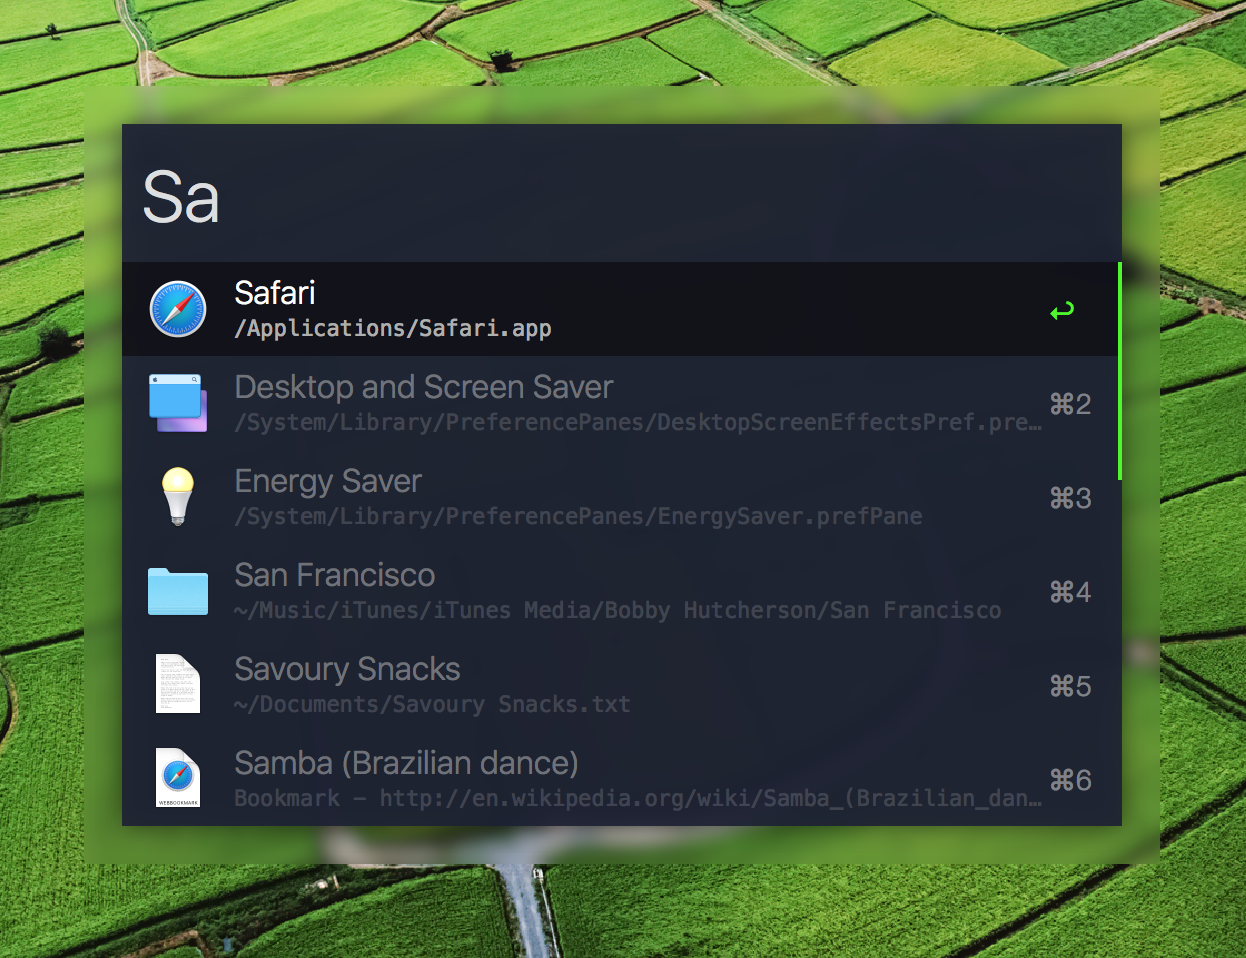 Sa
Safari
/Applications/Safari.app
Desktop and Screen Saver
/System/Library/PreferencePanes/DesktopScreenEffectsPref.pre…
⌘2
Energy Saver
/System/Library/PreferencePanes/EnergySaver.prefPane
⌘3
San Francisco
~/Music/iTunes/iTunes Media/Bobby Hutcherson/San Francisco
⌘4
Savoury Snacks
~/Documents/Savoury Snacks.txt
⌘5
Samba (Brazilian dance)
Bookmark – http://en.wikipedia.org/wiki/Samba_(Brazilian_dan…
⌘6
WEBBOOKMARK